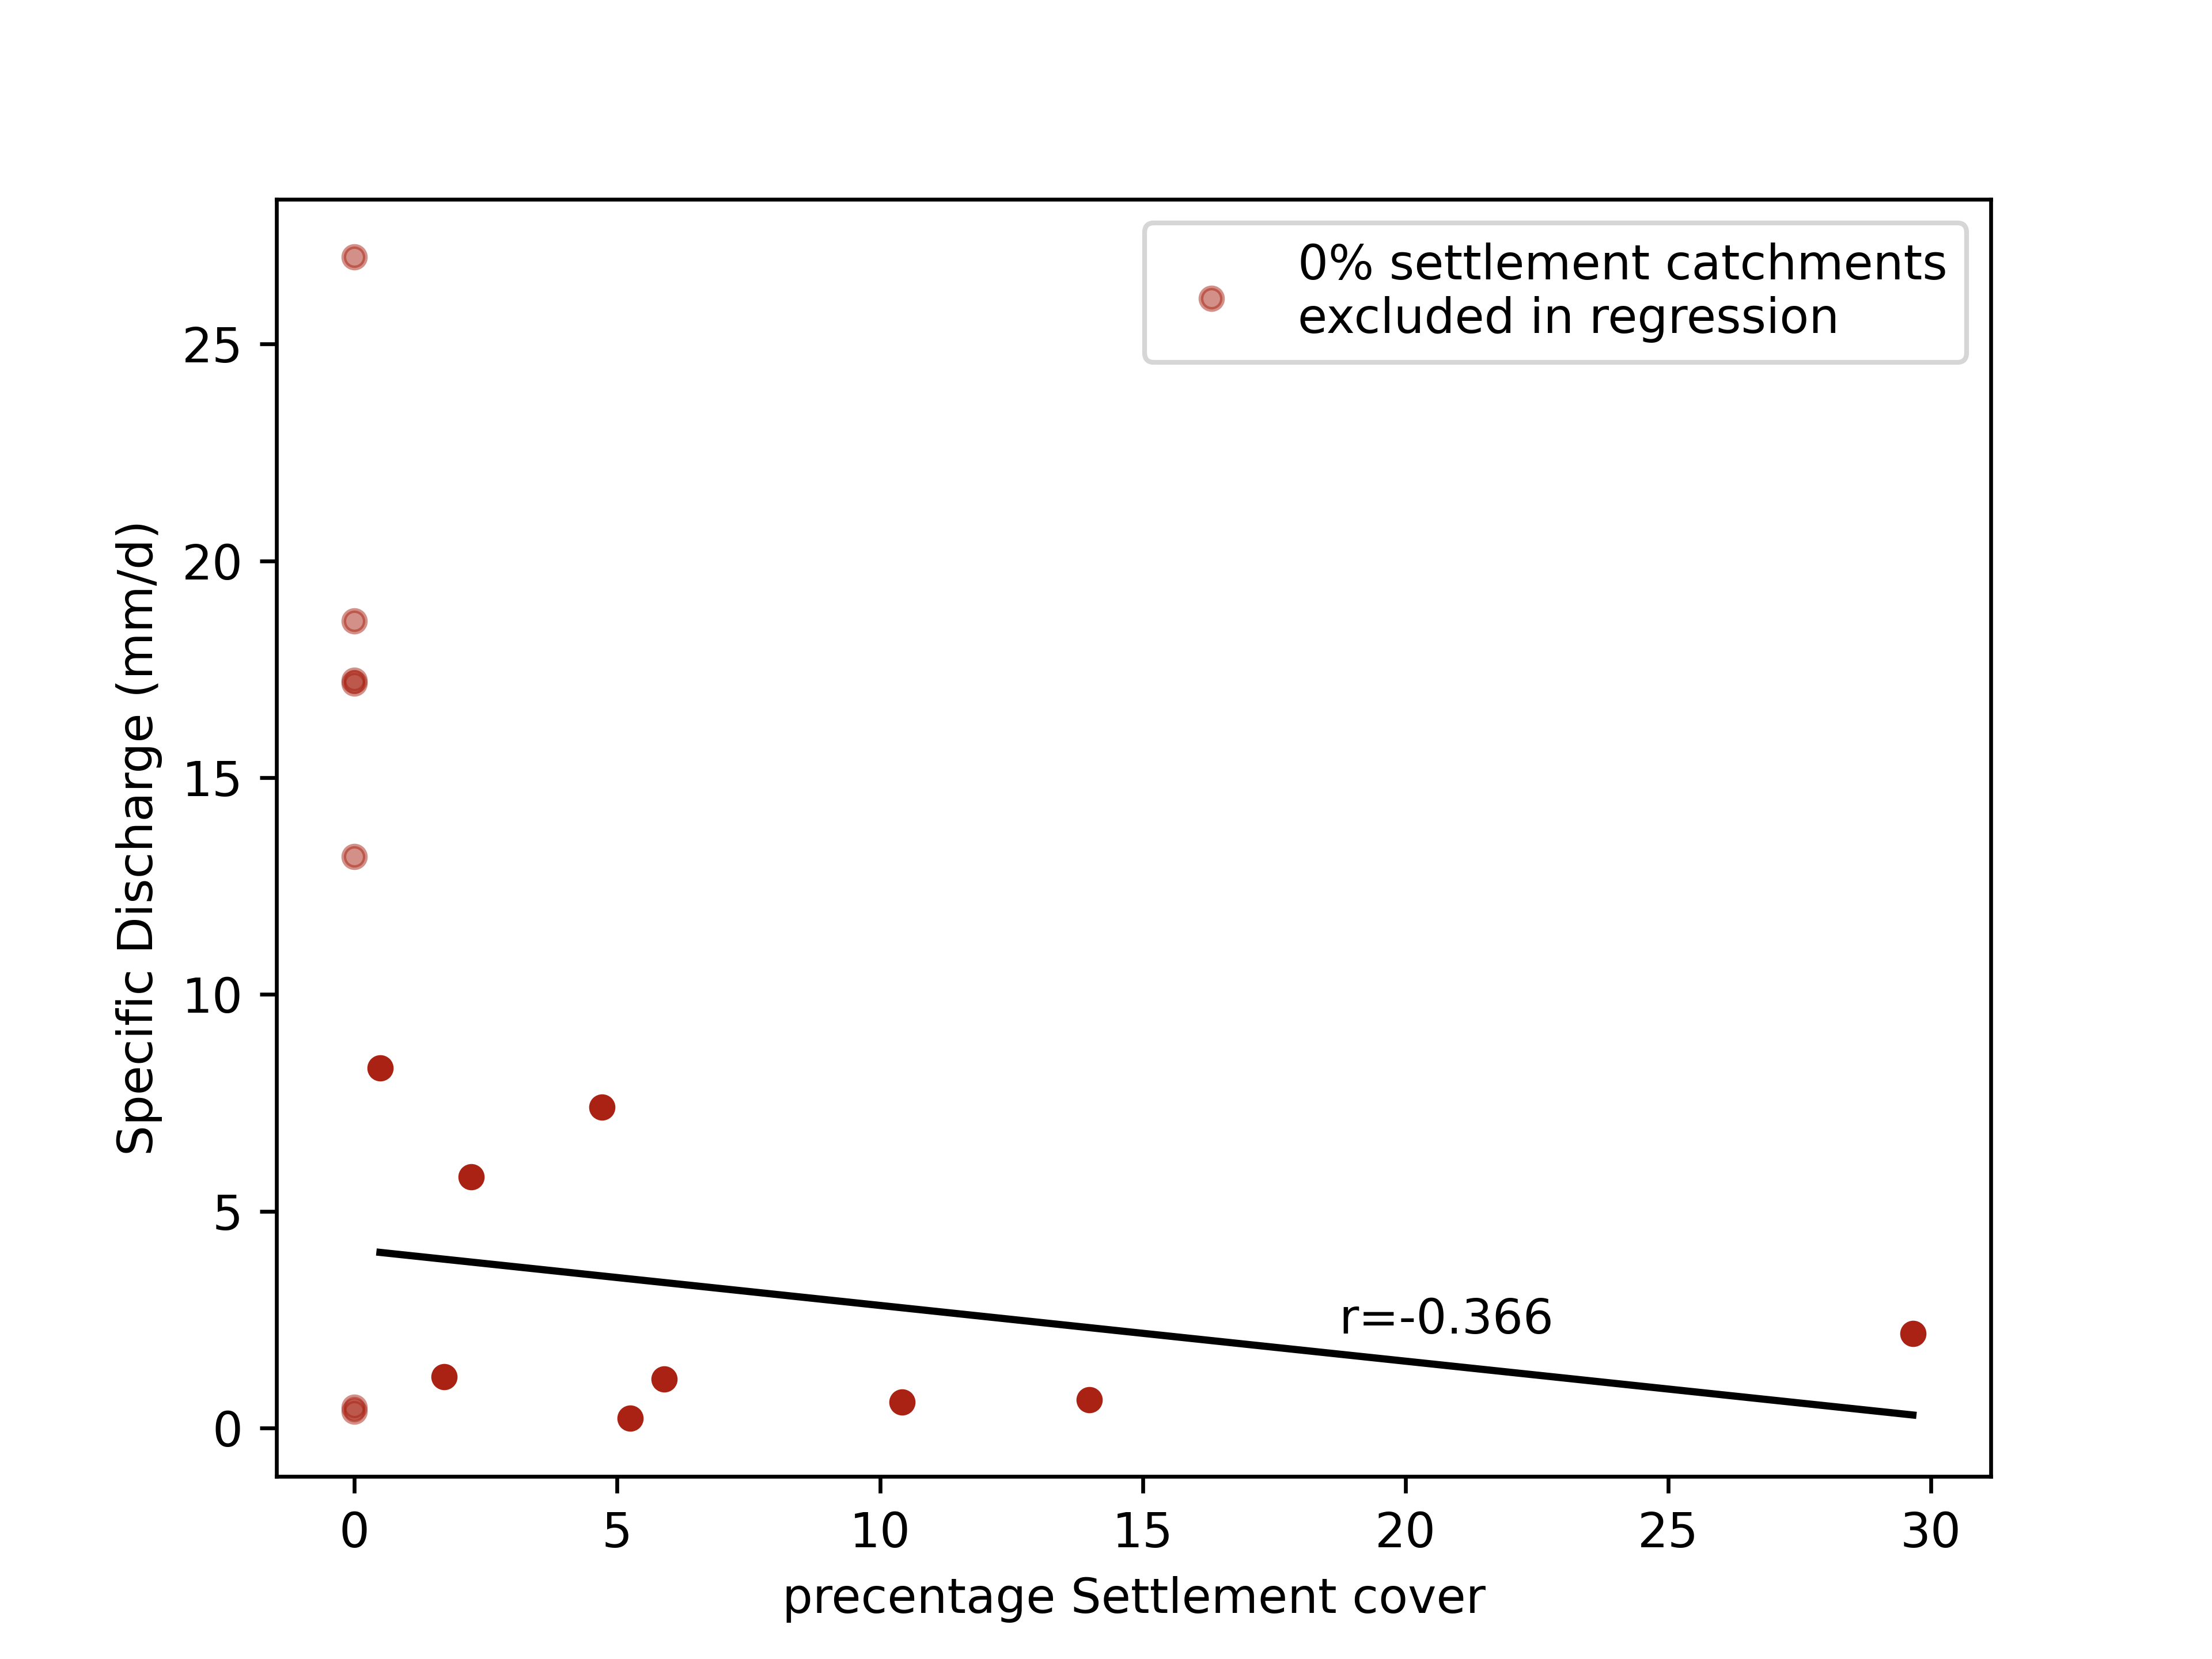 0% settlement catchments
excluded in regression
25
20
15
10
5
0
Specific Discharge (mm/d)
r=-0.366
0 5 10 15 20 25 30
precentage Settlement cover